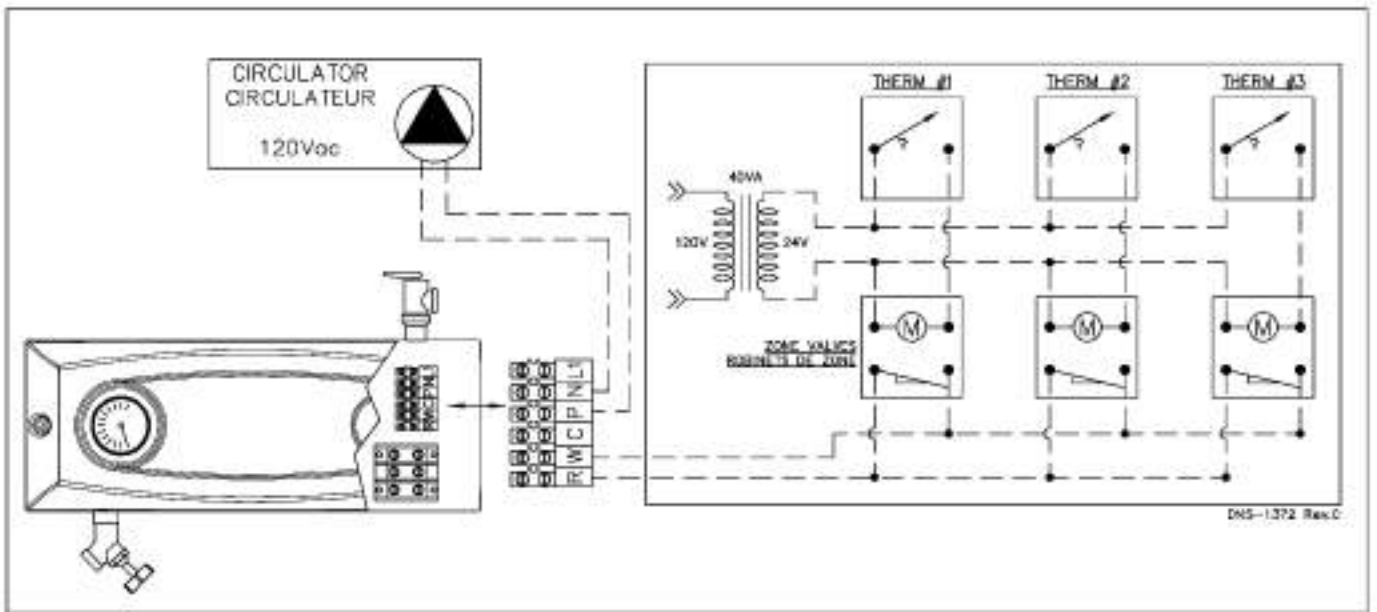 CIRCULATOR
CIRCULATEUR
120Vac
THERM #1
THERM #2
THERM #3
40VA
120V
24V
M
M
M
ZONE VALVES
ROBINETS DE ZONE
L1
N
P
C
W
R
RWCPNL1
DNS-1372 Rev.C